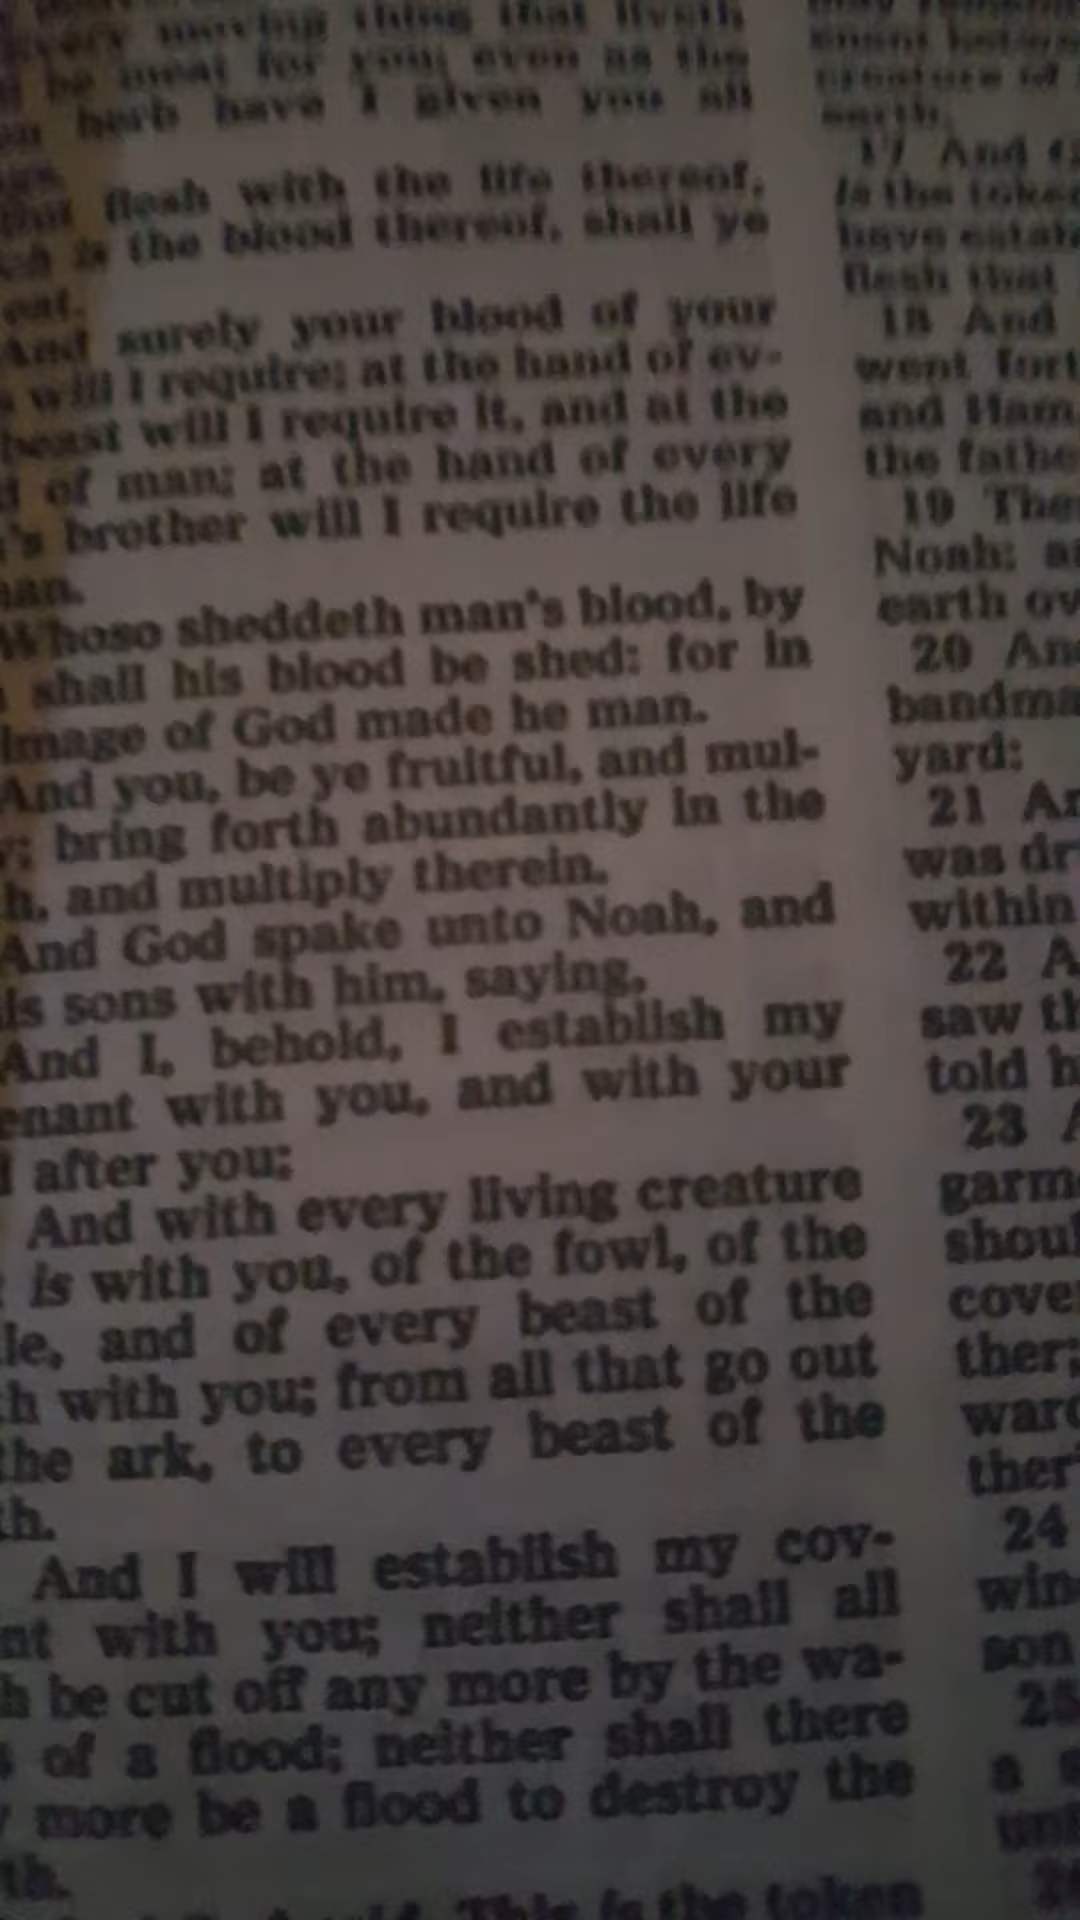 very moving thing that liveth
be meat for you; even as the
herb have I given you all
But flesh with the life thereof,
is the blood thereof, shall ye
eat.
And surely your blood of your
will I require; at the hand of ev-
beast will I require it, and at the
of man; at the hand of every
's brother will I require the life
man.
Whoso sheddeth man's blood, by
shall his blood be shed: for in
image of God made he man.
And you, be ye fruitful, and mul-
; bring forth abundantly in the
h, and multiply therein.
And God spake unto Noah, and
is sons with him, saying,
And I, behold, I establish my
enant with you, and with your
after you;
And with every living creature
is with you, of the fowl, of the
le, and of every beast of the
h with you; from all that go out
the ark, to every beast of the
th.
And I will establish my cov-
nt with you; neither shall all
h be cut off any more by the wa-
of a flood; neither shall there
more be a flood to destroy the
th.
This is the token
creature of
earth.
17 And G
is the token
have estab
flesh that
18 And
went fort
and Ham,
the fathe
19 The
Noah: a
earth ov
20 An
bandma
yard:
21 An
was dr
within
22 A
saw th
told h
23 A
garm
shoul
cove
ther;
ward
ther'
24
win
son
25
a s